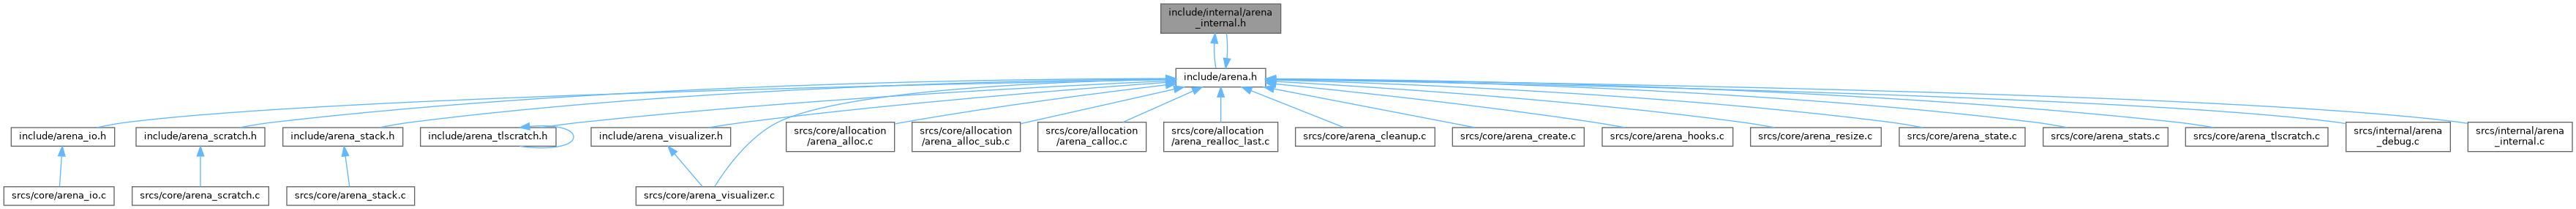 include/internal/arena
_internal.h
include/arena.h
include/arena_io.h
include/arena_scratch.h
include/arena_stack.h
include/arena_tlscratch.h
include/arena_visualizer.h
srcs/core/allocation
/arena_alloc.c
srcs/core/allocation
/arena_alloc_sub.c
srcs/core/allocation
/arena_calloc.c
srcs/core/allocation
/arena_realloc_last.c
srcs/core/arena_cleanup.c
srcs/core/arena_create.c
srcs/core/arena_hooks.c
srcs/core/arena_resize.c
srcs/core/arena_state.c
srcs/core/arena_stats.c
srcs/core/arena_tlscratch.c
srcs/internal/arena
_debug.c
srcs/internal/arena
_internal.c
srcs/core/arena_io.c
srcs/core/arena_scratch.c
srcs/core/arena_stack.c
srcs/core/arena_visualizer.c